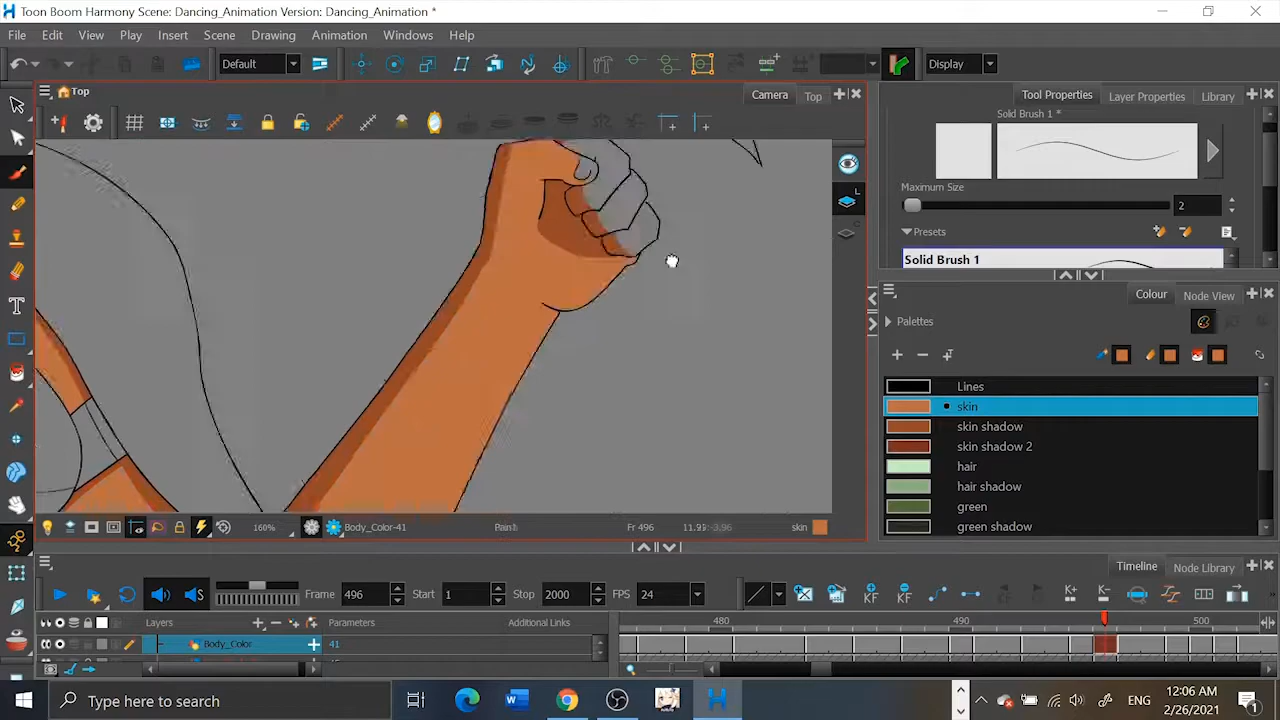 Toon Boom Harmony Scene: Dancing_Animation Version: Dancing_Animation *
File Edit View Play Insert Scene Drawing Animation Windows Help
Default
Display
Top
Camera Top
Tool Properties Layer Properties Library
Solid Brush 1 *
Maximum Size
2
Presets
Solid Brush 1
Colour Node View
Palettes
Lines
skin
skin shadow
skin shadow 2
hair
hair shadow
green
green shadow
160% Body_Color-41 Paint Fr 496 skin
Timeline Node Library
Frame 496 Start 1 Stop 2000 FPS 24
Layers Parameters Additional Links
480 490 500
Body_Color 41
Type here to search
ENG
12:06 AM
2/26/2021